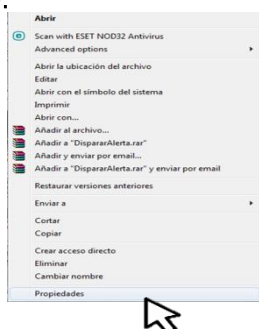 Abrir
Scan with ESET NOD32 Antivirus
Advanced options
Abrir la ubicación del archivo
Editar
Abrir con el símbolo del sistema
Imprimir
Abrir con...
Añadir al archivo...
Añadir a "DispararAlerta.rar"
Añadir y enviar por email...
Añadir a "DispararAlerta.rar" y enviar por email
Restaurar versiones anteriores
Enviar a
Cortar
Copiar
Crear acceso directo
Eliminar
Cambiar nombre
Propiedades